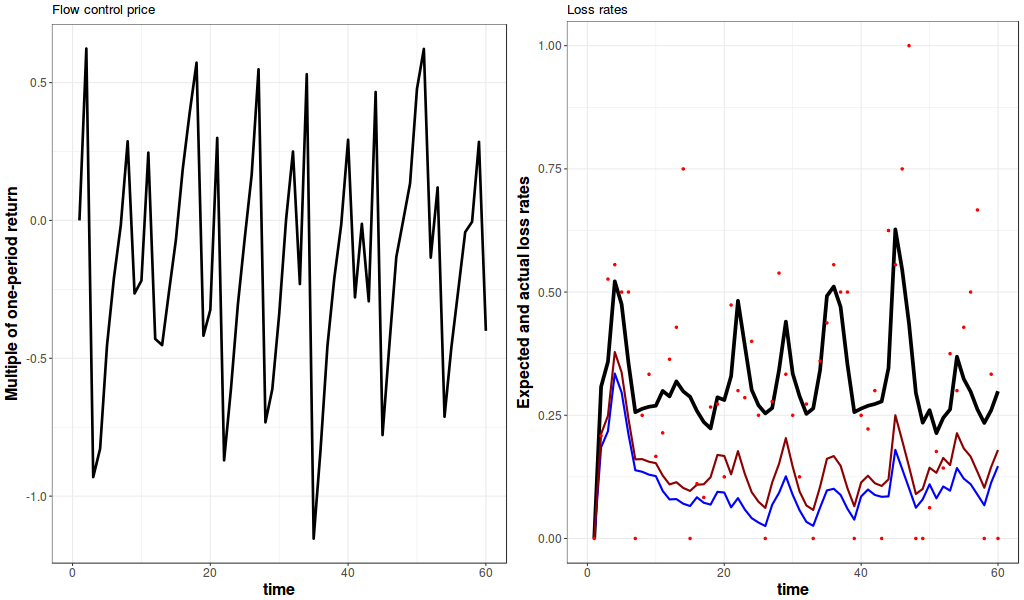 Flow control price
Multiple of one-period return
0.5
0.0
-0.5
-1.0
0 20 40 60
time
Loss rates
Expected and actual loss rates
1.00
0.75
0.50
0.25
0.00
0 20 40 60
time